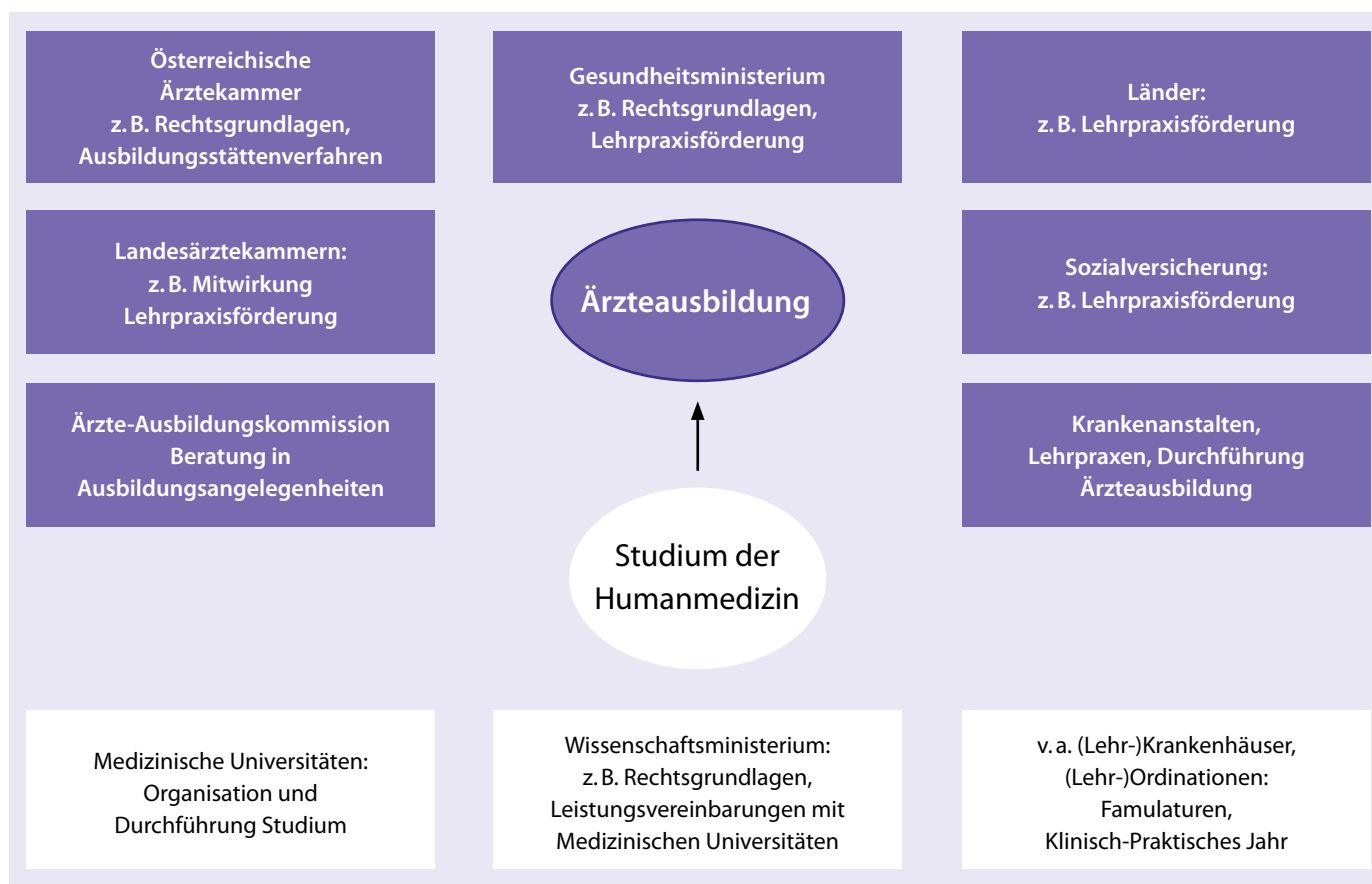 Österreichische
Ärztekammer
z. B. Rechtsgrundlagen,
Ausbildungsstättenverfahren
Gesundheitsministerium
z. B. Rechtsgrundlagen,
Lehrpraxisförderung
Länder:
z. B. Lehrpraxisförderung
Landesärztekammern:
z. B. Mitwirkung
Lehrpraxisförderung
Ärzteausbildung
Sozialversicherung:
z. B. Lehrpraxisförderung
Ärzte-Ausbildungskommission
Beratung in
Ausbildungsangelegenheiten
Krankenanstalten,
Lehrpraxen, Durchführung
Ärzteausbildung
Studium der
Humanmedizin
Medizinische Universitäten:
Organisation und
Durchführung Studium
Wissenschaftsministerium:
z. B. Rechtsgrundlagen,
Leistungsvereinbarungen mit
Medizinischen Universitäten
v. a. (Lehr-)Krankenhäuser,
(Lehr-)Ordinationen:
Famulaturen,
Klinisch-Praktisches Jahr